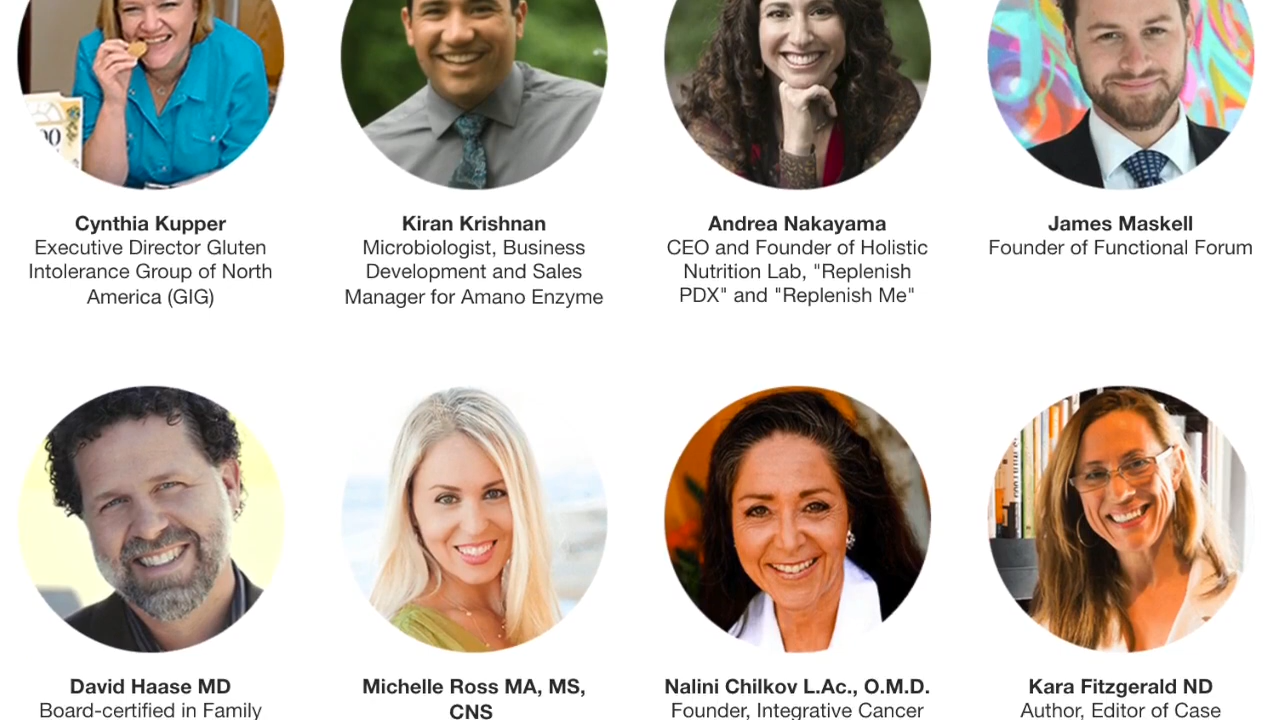 00
Cynthia Kupper
Executive Director Gluten
Intolerance Group of North
America (GIG)
Kiran Krishnan
Microbiologist, Business
Development and Sales
Manager for Amano Enzyme
Andrea Nakayama
CEO and Founder of Holistic
Nutrition Lab, "Replenish
PDX" and "Replenish Me"
James Maskell
Founder of Functional Forum
David Haase MD
Board-certified in Family
Michelle Ross MA, MS,
CNS
Nalini Chilkov L.Ac., O.M.D.
Founder, Integrative Cancer
Kara Fitzgerald ND
Author, Editor of Case